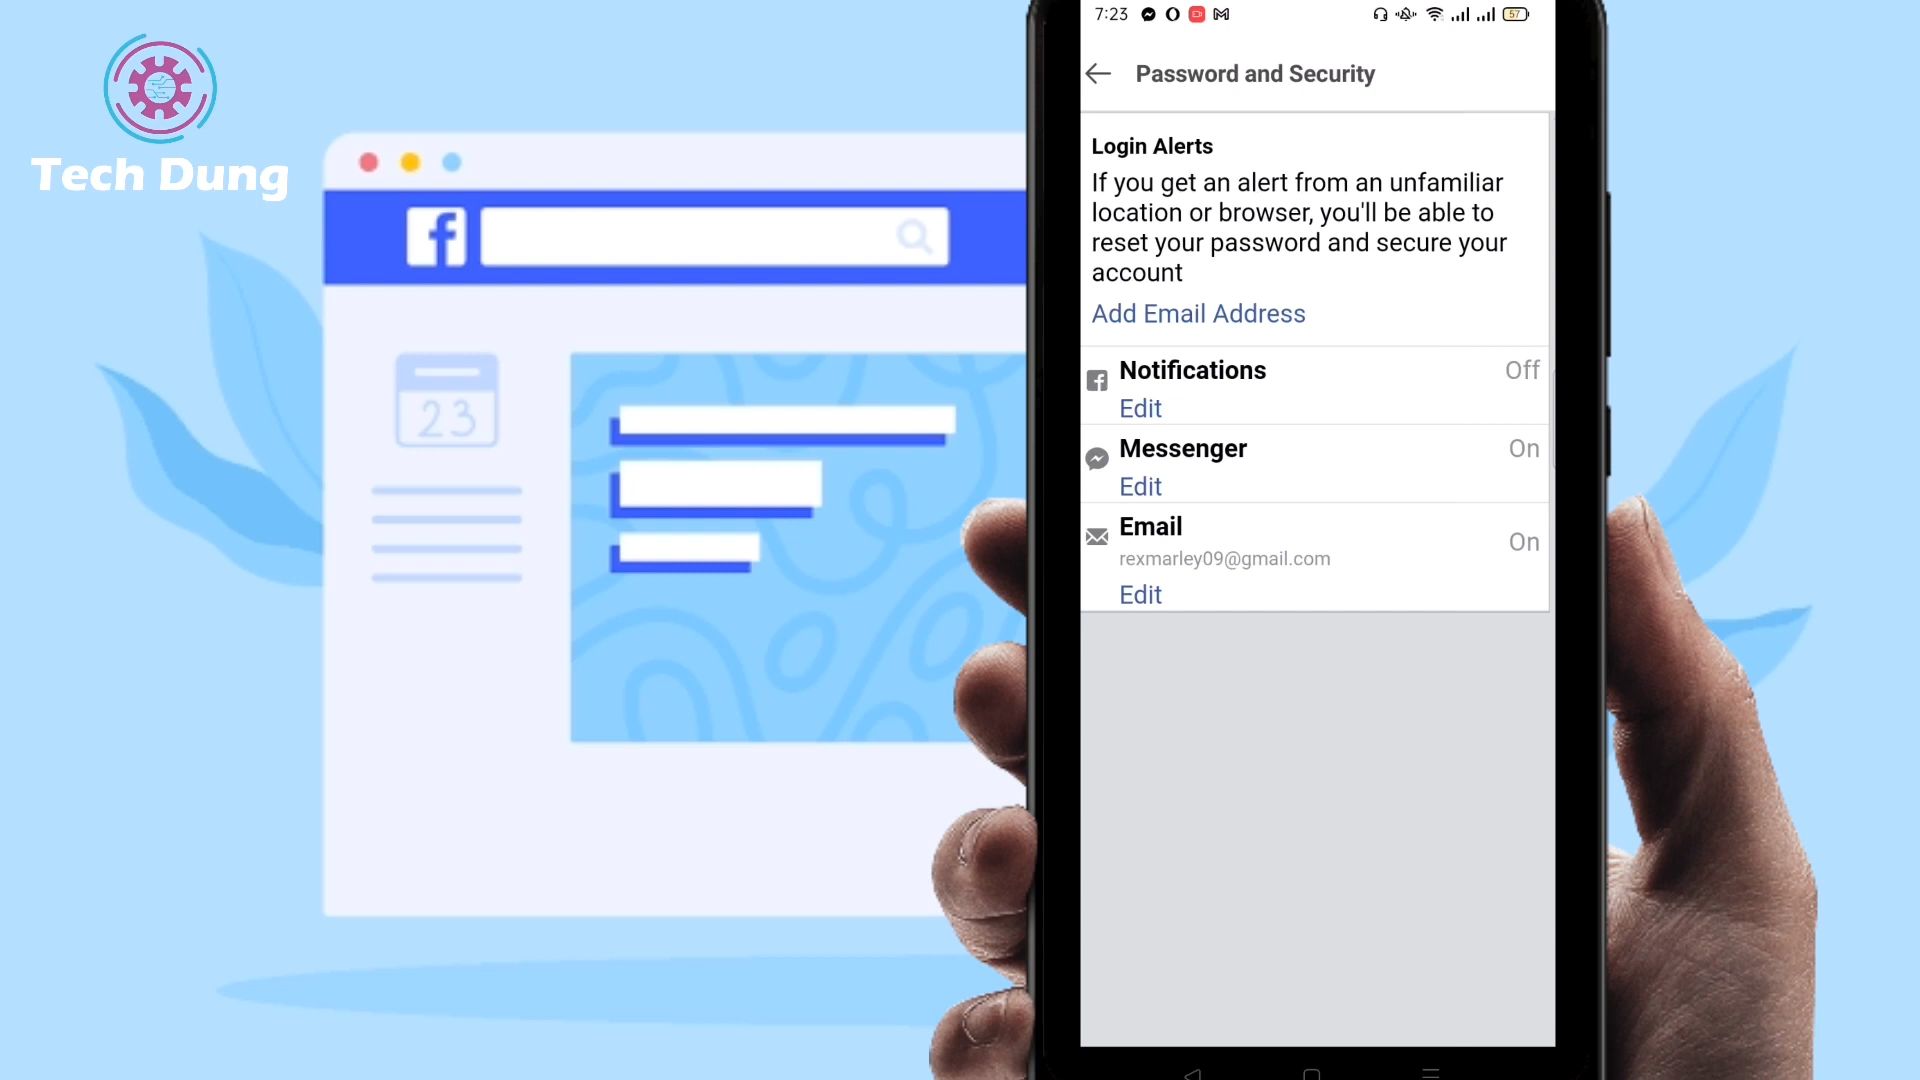 Tech Dung
23
7:23
57
Password and Security
Login Alerts
If you get an alert from an unfamiliar
location or browser, you'll be able to
reset your password and secure your
account
Add Email Address
Notifications
Off
Edit
Messenger
On
Edit
Email
rexmarley09@gmail.com
On
Edit